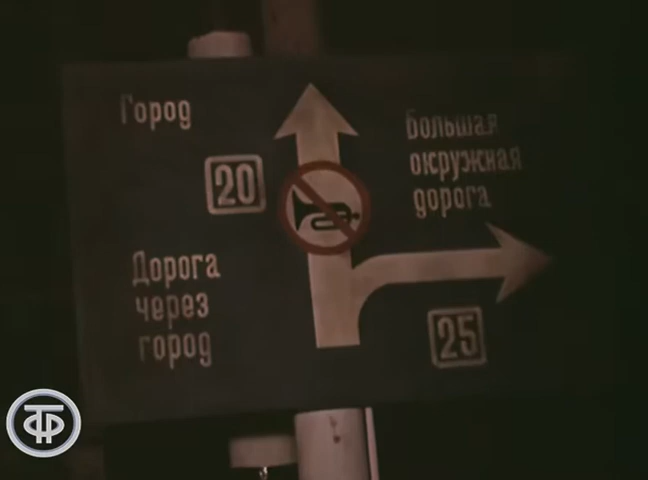 Город
20
Дорога
через
город
Большая
окружная
дорога
25